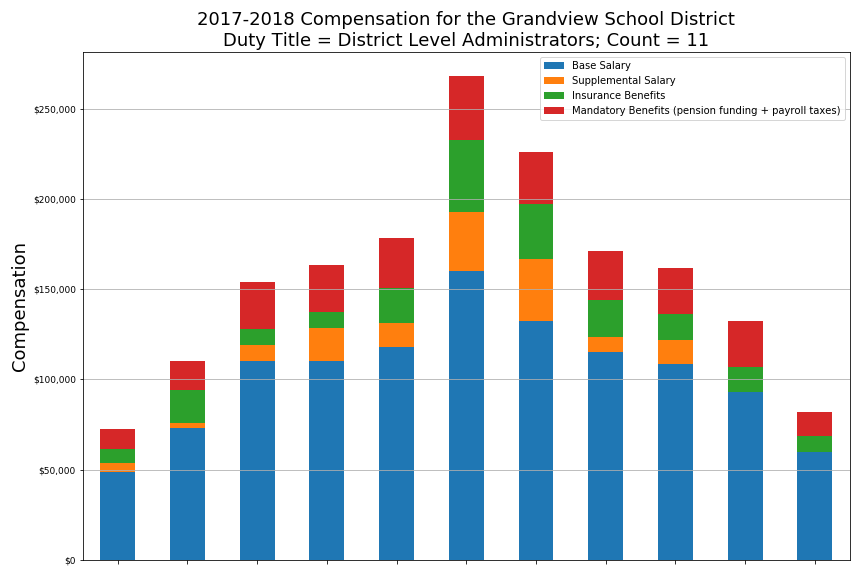 2017-2018 Compensation for the Grandview School District
Duty Title = District Level Administrators; Count = 11
Base Salary
Supplemental Salary
Insurance Benefits
Mandatory Benefits (pension funding + payroll taxes)
$250,000
$200,000
$150,000
$100,000
$50,000
$0
Compensation